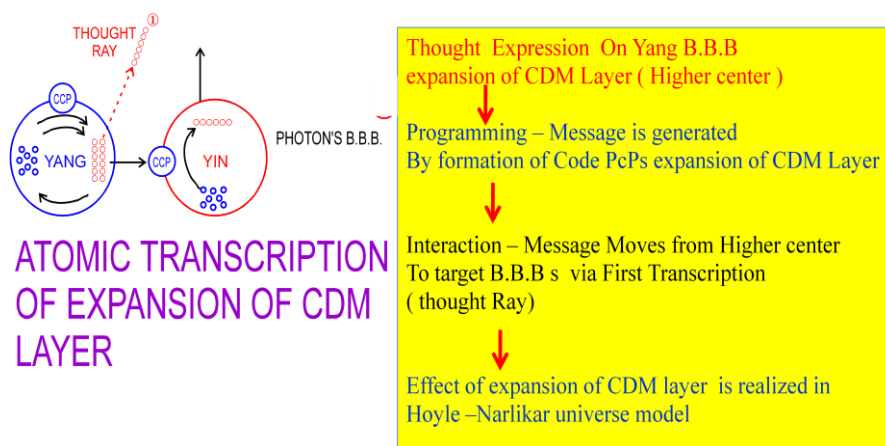 THOUGHT
RAY
①
CCP
YANG
CCP
YIN
PHOTON'S B.B.B.
ATOMIC TRANSCRIPTION
OF EXPANSION OF CDM
LAYER
Thought Expression On Yang B.B.B
expansion of CDM Layer ( Higher center )
Programming – Message is generated
By formation of Code PcPs expansion of CDM Layer
Interaction – Message Moves from Higher center
To target B.B.B s via First Transcription
( thought Ray)
Effect of expansion of CDM layer is realized in
Hoyle –Narlikar universe model